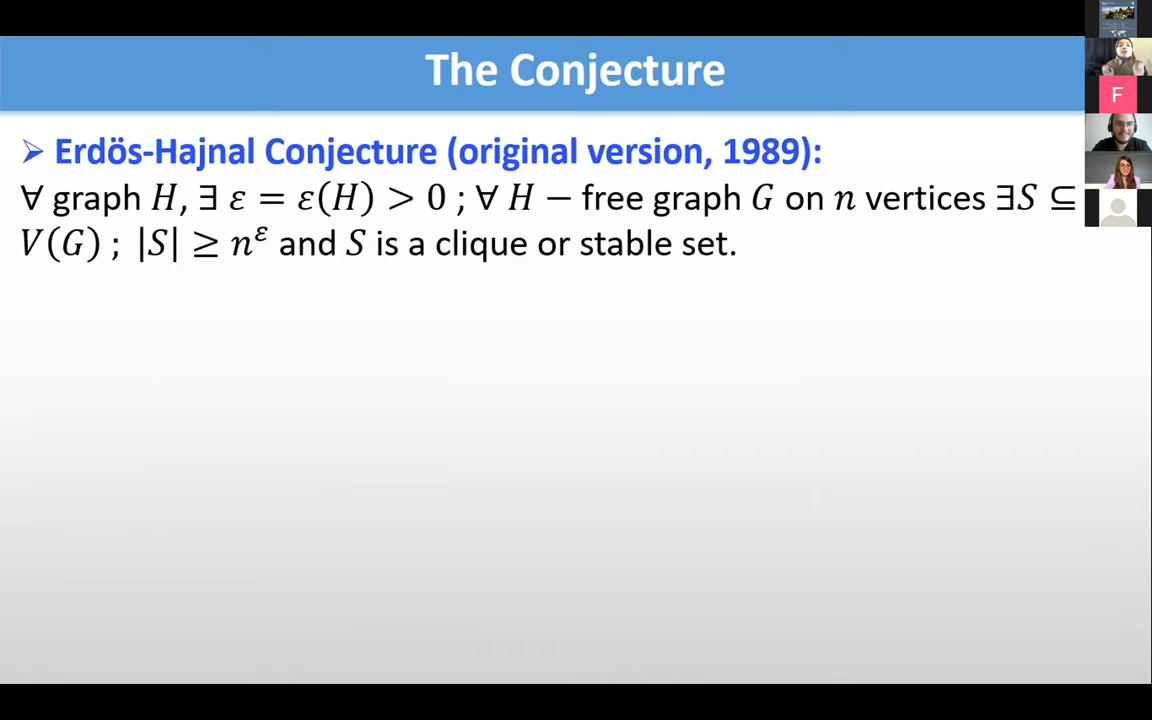 The Conjecture
➢ Erdös-Hajnal Conjecture (original version, 1989):
∀ graph 𝐻, ∃ 𝜀 = 𝜀(𝐻) > 0 ; ∀ 𝐻 − free graph 𝐺 on 𝑛 vertices ∃𝑆 ⊆
𝑉(𝐺) ; |𝑆| ≥ 𝑛^𝜀 and 𝑆 is a clique or stable set.
F